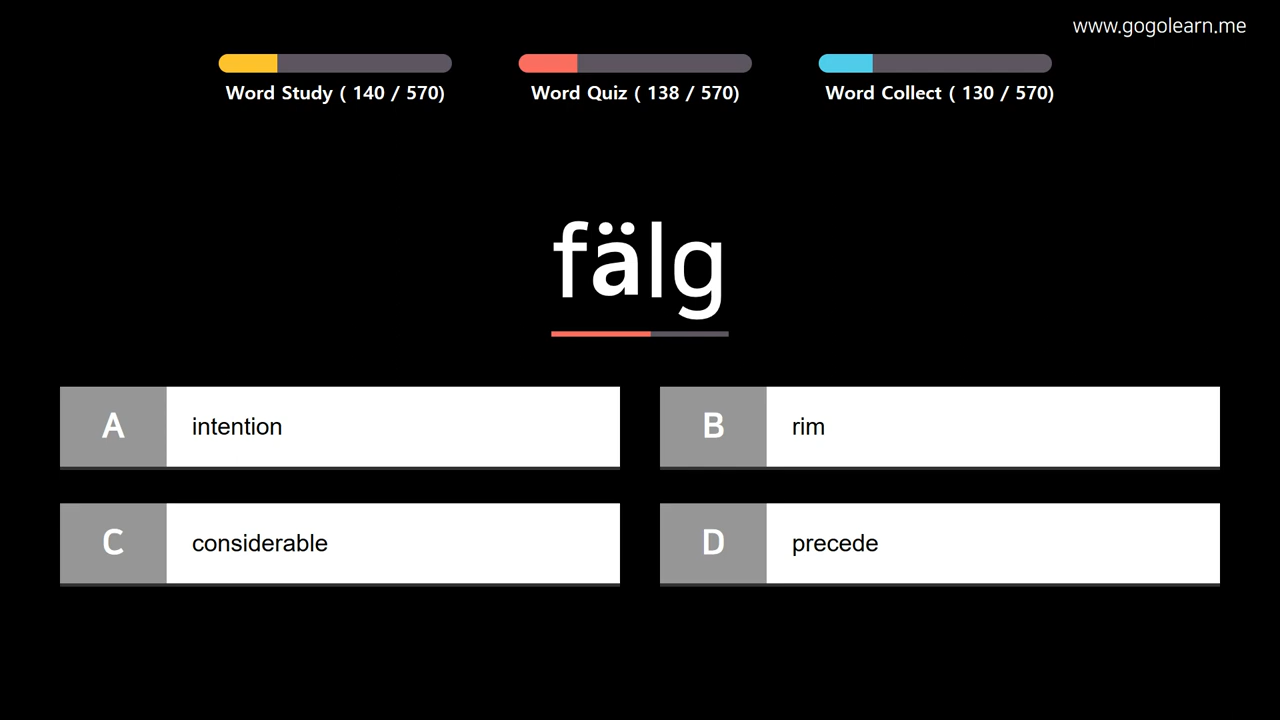 www.gogolearn.me
Word Study ( 140 / 570)
Word Quiz ( 138 / 570)
Word Collect ( 130 / 570)
fälg
A intention
B rim
C considerable
D precede